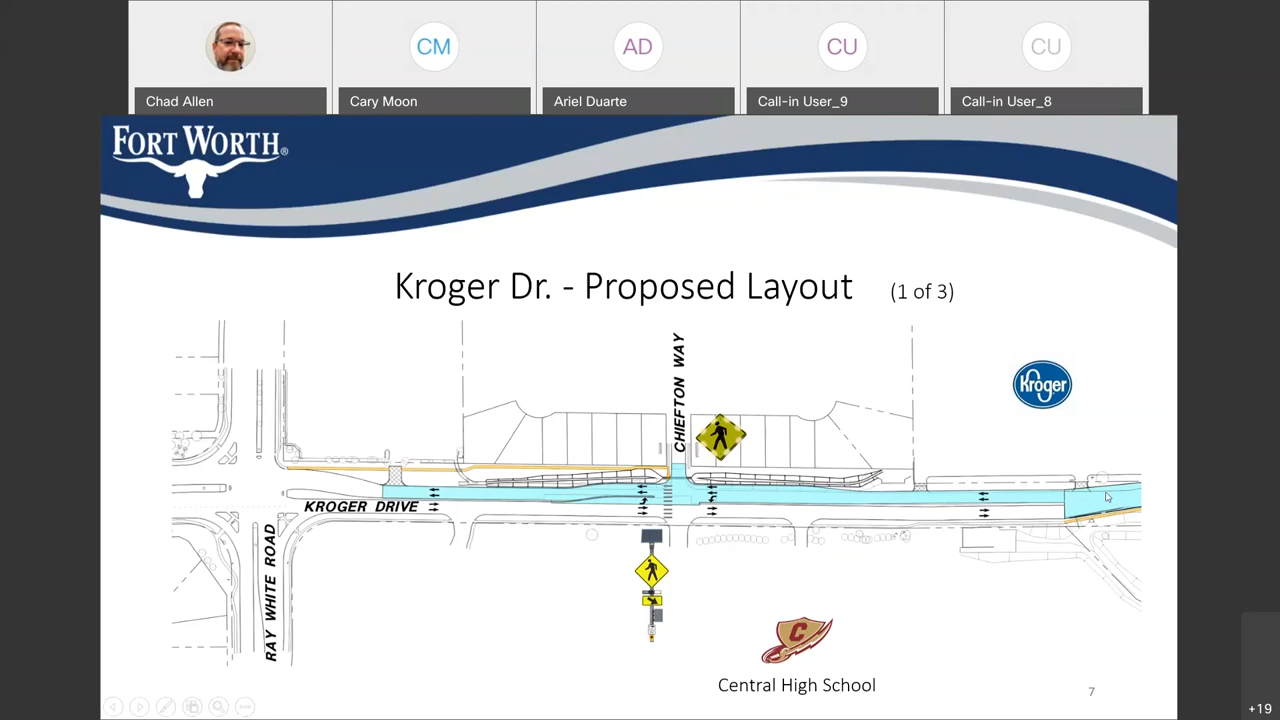 CM
AD
CU
CU
Chad Allen
Cary Moon
Ariel Duarte
Call-in User_9
Call-in User_8
FORT WORTH®
Kroger Dr. - Proposed Layout (1 of 3)
CHIEFTON WAY
Kroger
KROGER DRIVE
RAY WHITE ROAD
C
Central High School
7
+19